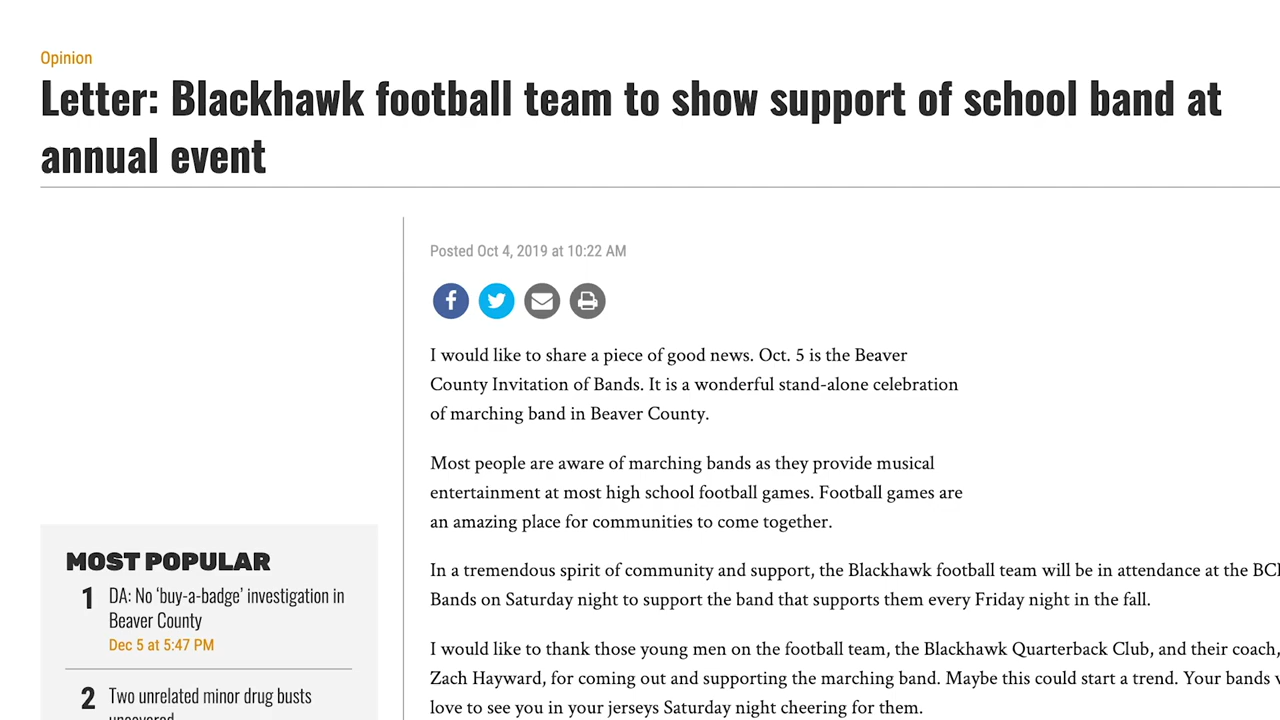 Opinion
Letter: Blackhawk football team to show support of school band at
annual event
Posted Oct 4, 2019 at 10:22 AM
I would like to share a piece of good news. Oct. 5 is the Beaver
County Invitation of Bands. It is a wonderful stand-alone celebration
of marching band in Beaver County.
Most people are aware of marching bands as they provide musical
entertainment at most high school football games. Football games are
an amazing place for communities to come together.
In a tremendous spirit of community and support, the Blackhawk football team will be in attendance at the
Bands on Saturday night to support the band that supports them every Friday night in the fall.
I would like to thank those young men on the football team, the Blackhawk Quarterback Club, and their coach,
Zach Hayward, for coming out and supporting the marching band. Maybe this could start a trend. Your bands
love to see you in your jerseys Saturday night cheering for them.
MOST POPULAR
1 DA: No ‘buy-a-badge’ investigation in
Beaver County
Dec 5 at 5:47 PM
2 Two unrelated minor drug busts